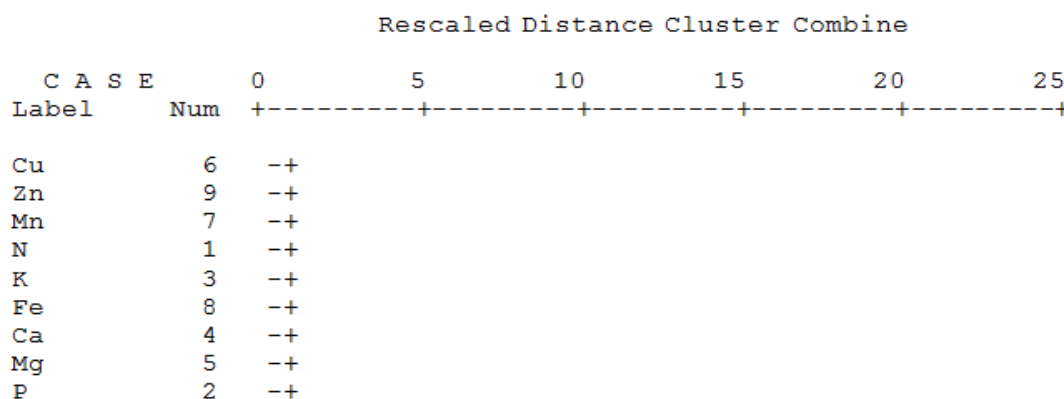 Rescaled Distance Cluster Combine
C A S E 0 5 10 15 20 25
Label Num +---------+---------+---------+---------+---------+
Cu 6 -+
Zn 9 -+
Mn 7 -+
N 1 -+
K 3 -+
Fe 8 -+
Ca 4 -+
Mg 5 -+
P 2 -+